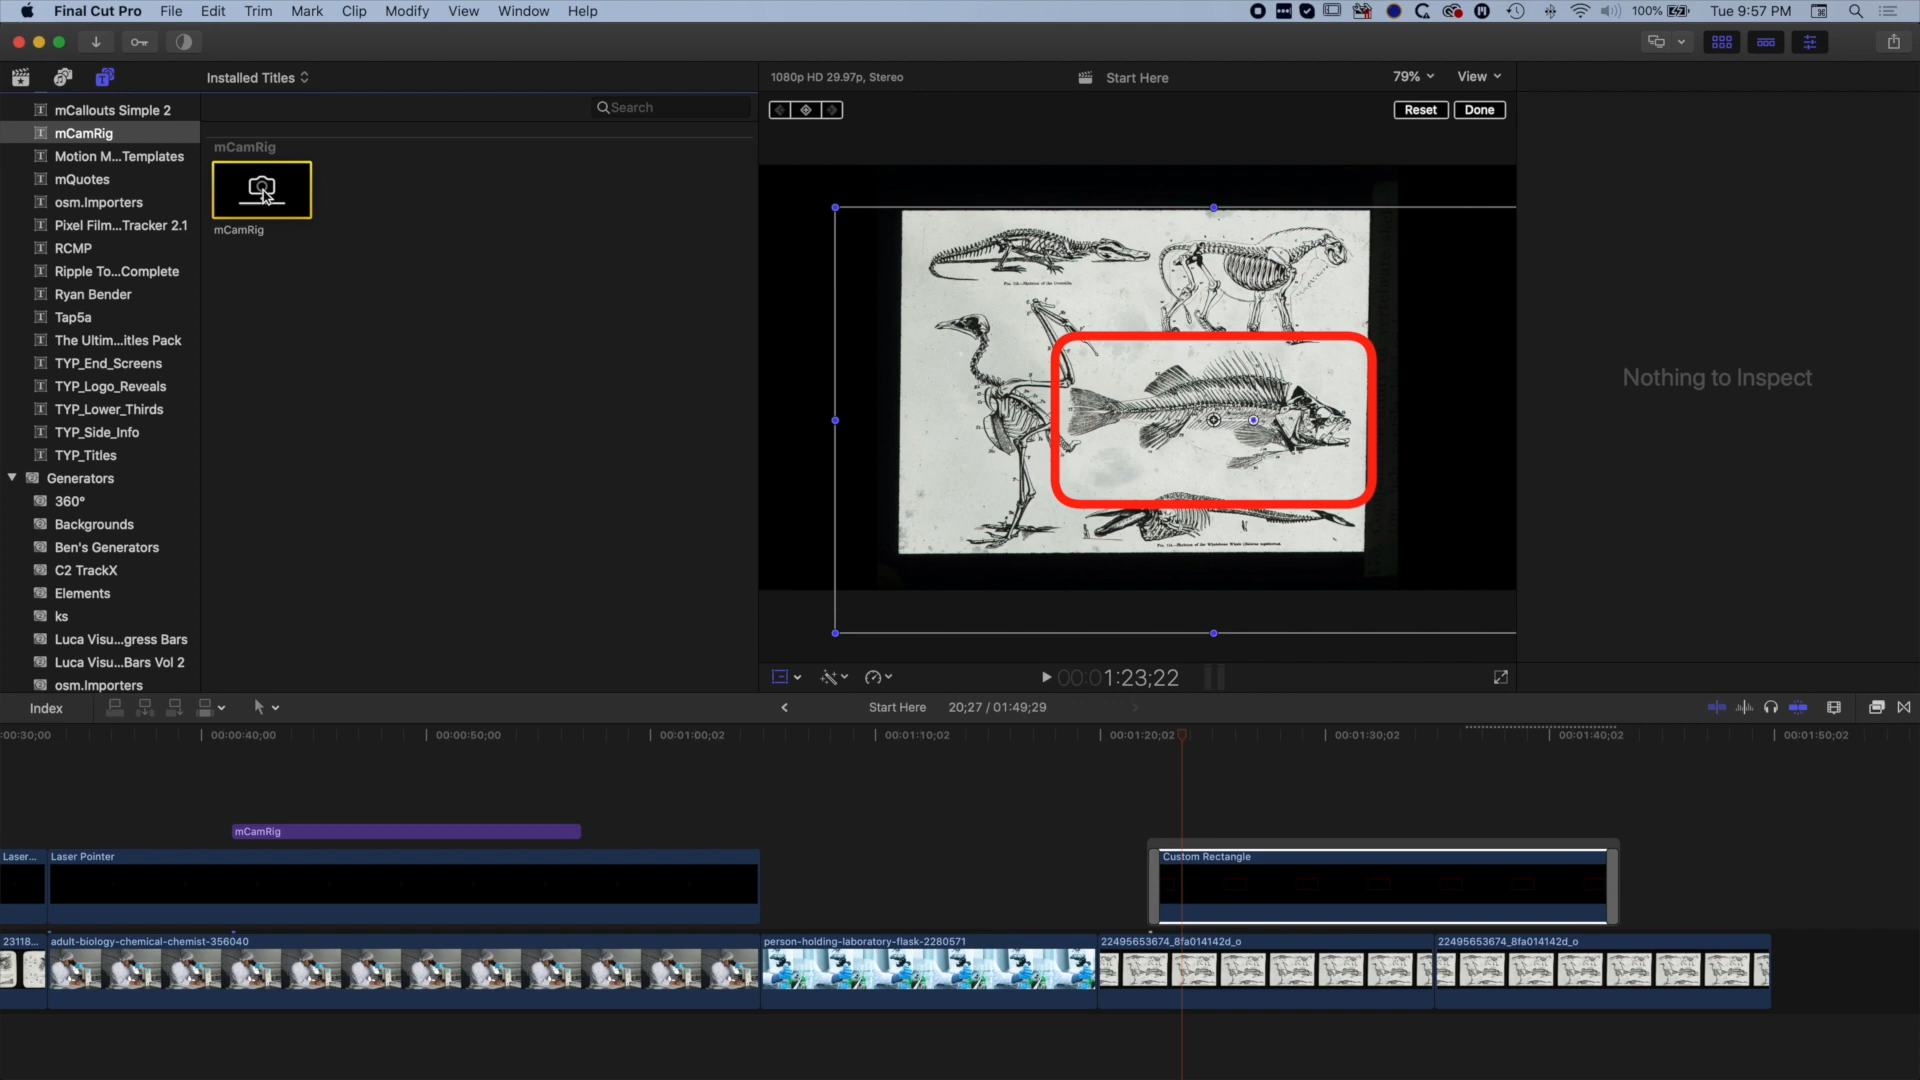 Final Cut Pro File Edit Trim Mark Clip Modify View Window Help 100% Tue 9:57 PM
Installed Titles 1080p HD 29.97p, Stereo Start Here 79% View
Search
Reset Done
mCallouts Simple 2
mCamRig
Motion M...Templates
mQuotes
osm.Importers
Pixel Film...Tracker 2.1
RCMP
Ripple To...Complete
Ryan Bender
Tap5a
The Ultim...itles Pack
TYP_End_Screens
TYP_Logo_Reveals
TYP_Lower_Thirds
TYP_Side_Info
TYP_Titles
Generators
360°
Backgrounds
Ben's Generators
C2 TrackX
Elements
ks
Luca Visu...gress Bars
Luca Visu...Bars Vol 2
osm.Importers
mCamRig
mCamRig
Nothing to Inspect
00:01:23;22
Index Start Here 20;27 / 01:49;29
:00:30;00 00:00:40;00 00:00:50;00 00:01:00;02 00:01:10;02 00:01:20;02 00:01:30;02 00:01:40;02 00:01:50;02
mCamRig
Laser... Laser Pointer Custom Rectangle
23118... adult-biology-chemical-chemist-356040 person-holding-laboratory-flask-2280571 22495653674_8fa014142d_o 22495653674_8fa014142d_o